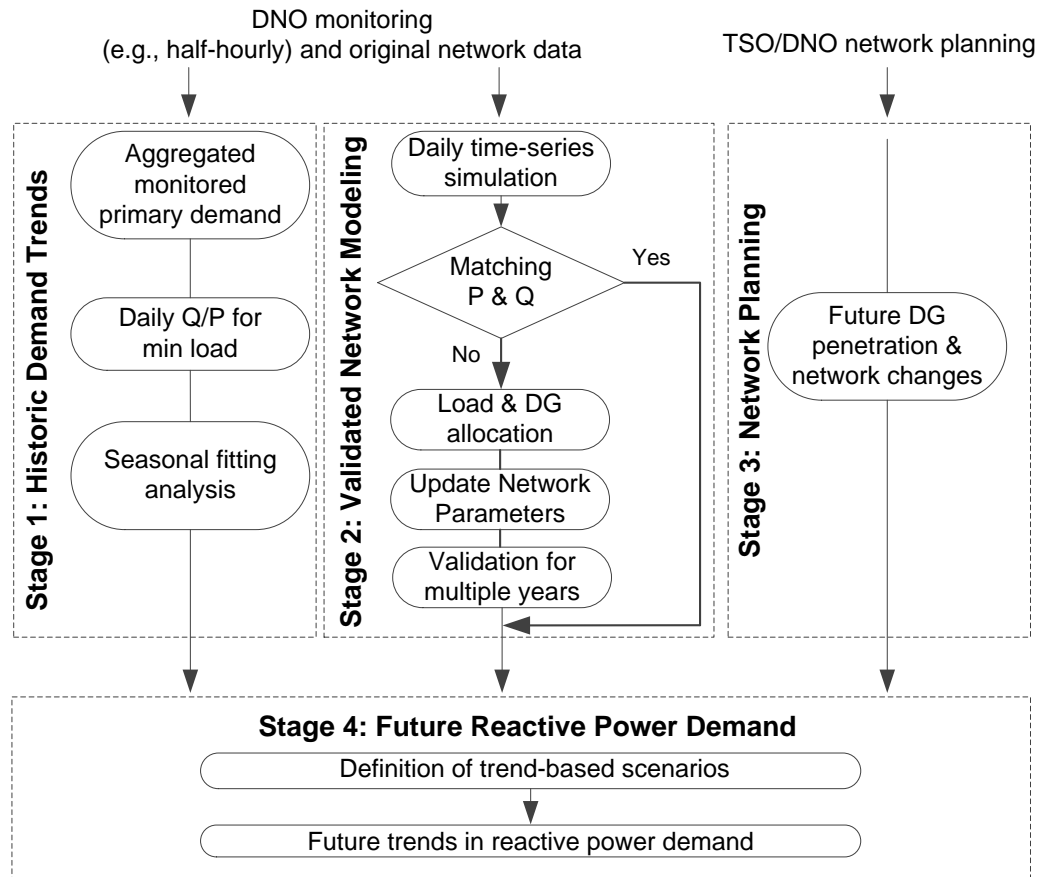 DNO monitoring
(e.g., half-hourly) and original network data
TSO/DNO network planning
Stage 1: Historic Demand Trends
Aggregated
monitored
primary demand
Daily Q/P for
min load
Seasonal fitting
analysis
Stage 2: Validated Network Modeling
Daily time-series
simulation
Matching
P & Q
Yes
No
Load & DG
allocation
Update Network
Parameters
Validation for
multiple years
Stage 3: Network Planning
Future DG
penetration &
network changes
Stage 4: Future Reactive Power Demand
Definition of trend-based scenarios
Future trends in reactive power demand